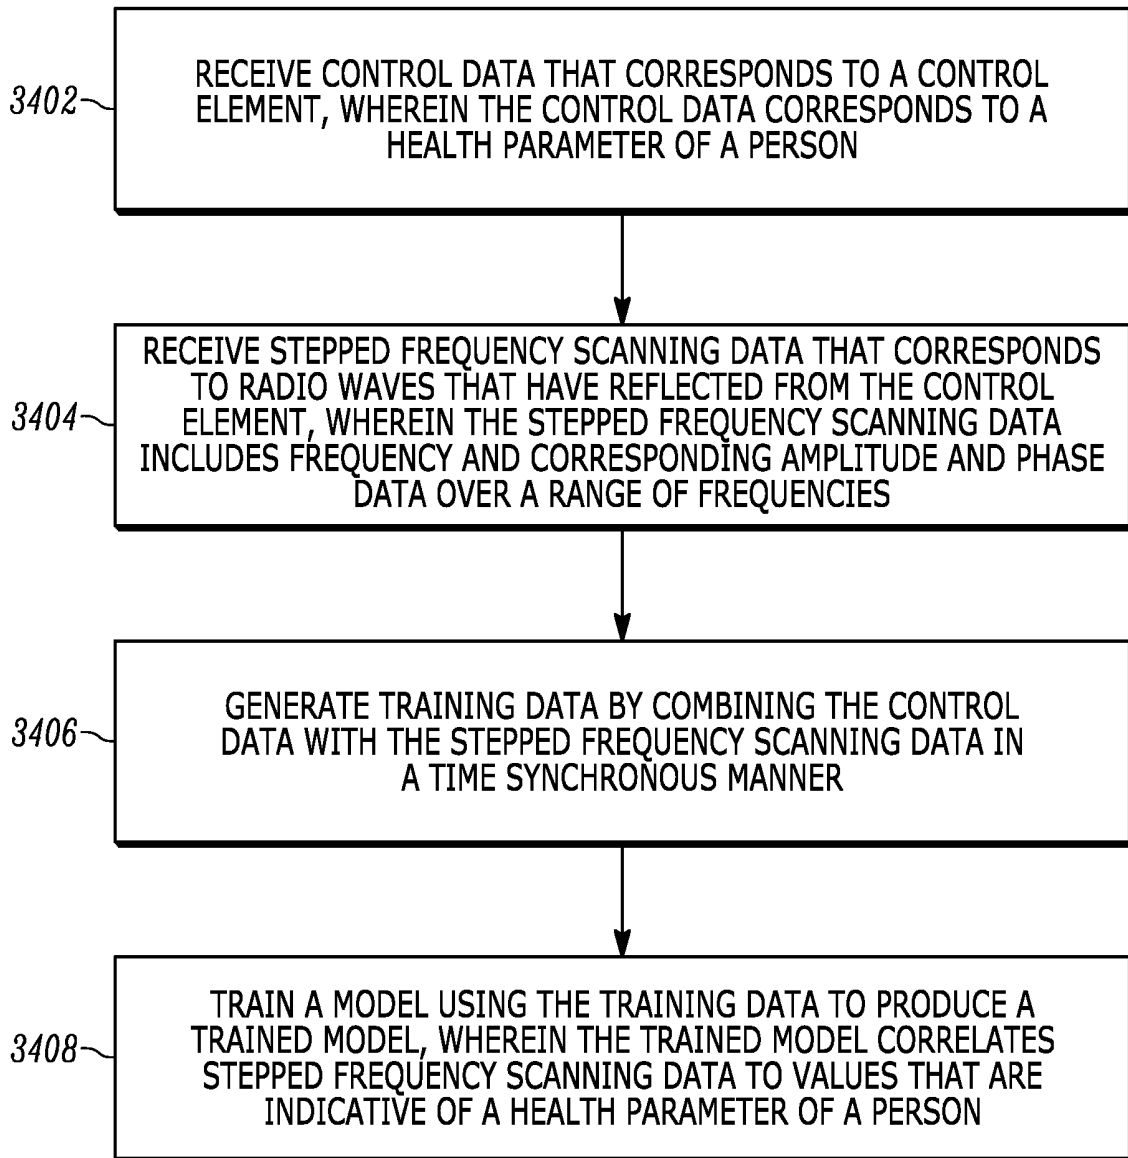 RECEIVE CONTROL DATA THAT CORRESPONDS TO A CONTROL
ELEMENT, WHEREIN THE CONTROL DATA CORRESPONDS TO A
HEALTH PARAMETER OF A PERSON
3402
RECEIVE STEPPED FREQUENCY SCANNING DATA THAT CORRESPONDS
TO RADIO WAVES THAT HAVE REFLECTED FROM THE CONTROL
ELEMENT, WHEREIN THE STEPPED FREQUENCY SCANNING DATA
INCLUDES FREQUENCY AND CORRESPONDING AMPLITUDE AND PHASE
DATA OVER A RANGE OF FREQUENCIES
3404
GENERATE TRAINING DATA BY COMBINING THE CONTROL
DATA WITH THE STEPPED FREQUENCY SCANNING DATA IN
A TIME SYNCHRONOUS MANNER
3406
TRAIN A MODEL USING THE TRAINING DATA TO PRODUCE A
TRAINED MODEL, WHEREIN THE TRAINED MODEL CORRELATES
STEPPED FREQUENCY SCANNING DATA TO VALUES THAT ARE
INDICATIVE OF A HEALTH PARAMETER OF A PERSON
3408